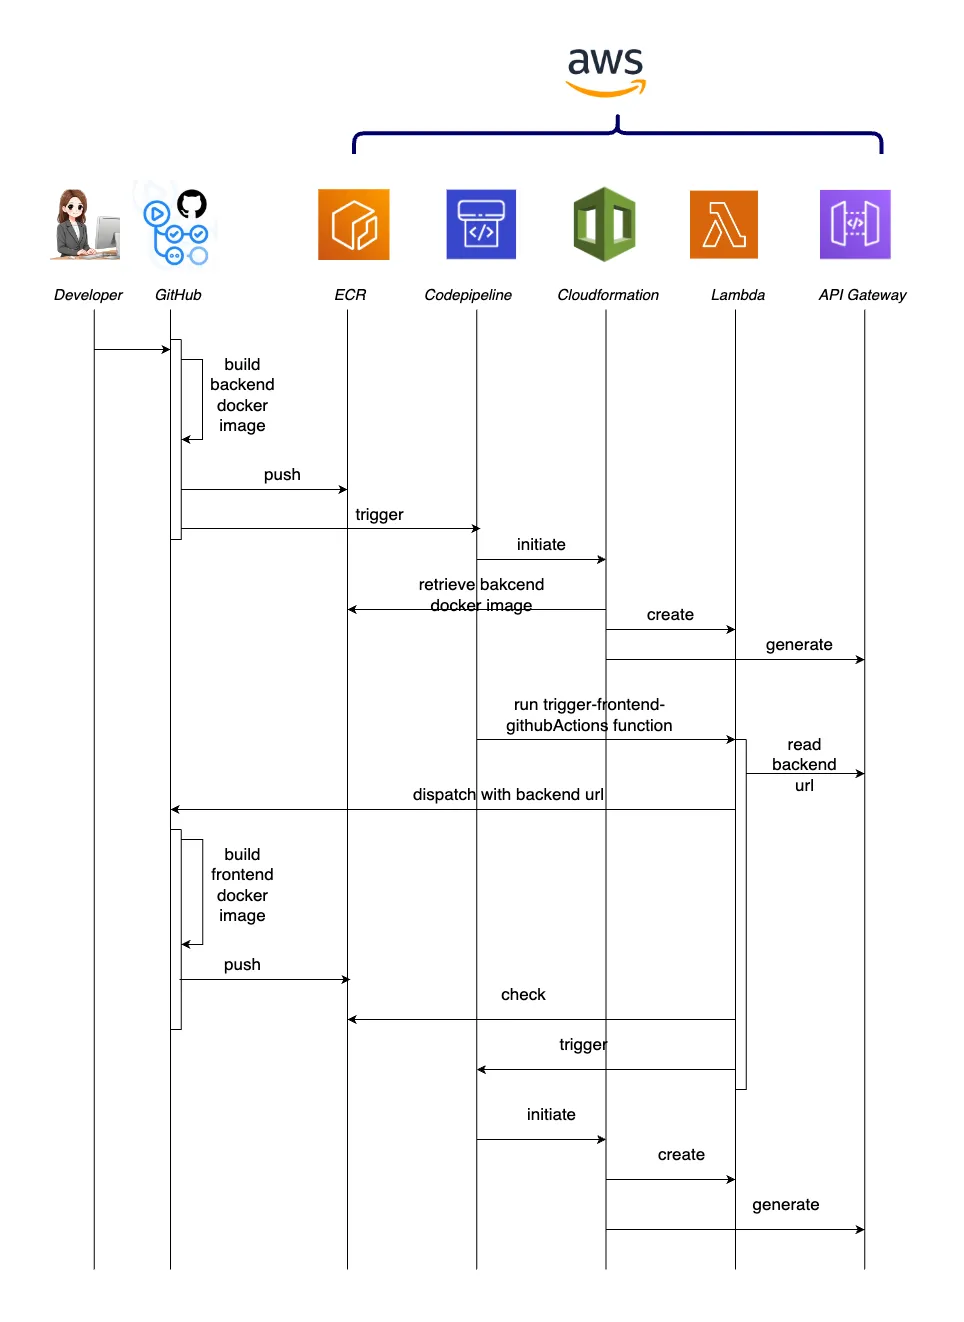 aws
Developer
GitHub
ECR
Codepipeline
Cloudformation
Lambda
API Gateway
build
backend
docker
image
push
trigger
initiate
retrieve bakcend
docker image
create
generate
run trigger-frontend-
githubActions function
read
backend
url
dispatch with backend url
build
frontend
docker
image
push
check
trigger
initiate
create
generate